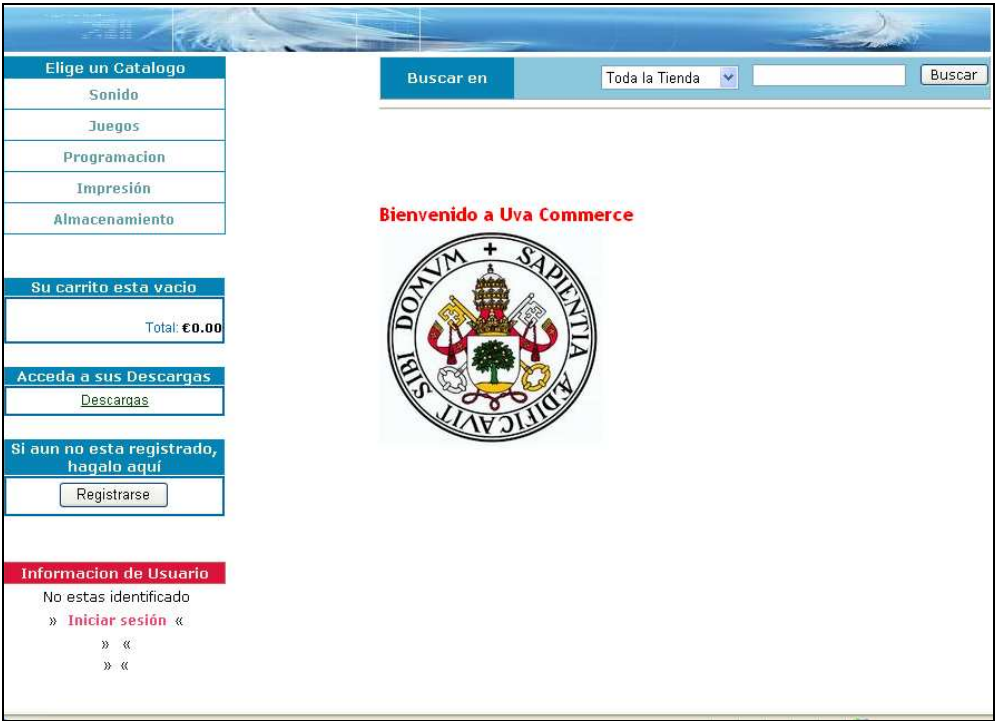 Elige un Catalogo
Sonido
Juegos
Programacion
Impresión
Almacenamiento
Su carrito esta vacio
Total: €0.00
Acceda a sus Descargas
Descargas
Si aun no esta registrado,
hagalo aquí
Registrarse
Informacion de Usuario
No estas identificado
» Iniciar sesión «
» «
» «
Buscar en Toda la Tienda Buscar
Bienvenido a Uva Commerce
SAPIENTIA ÆDIFICAVIT SIBI DOMVM